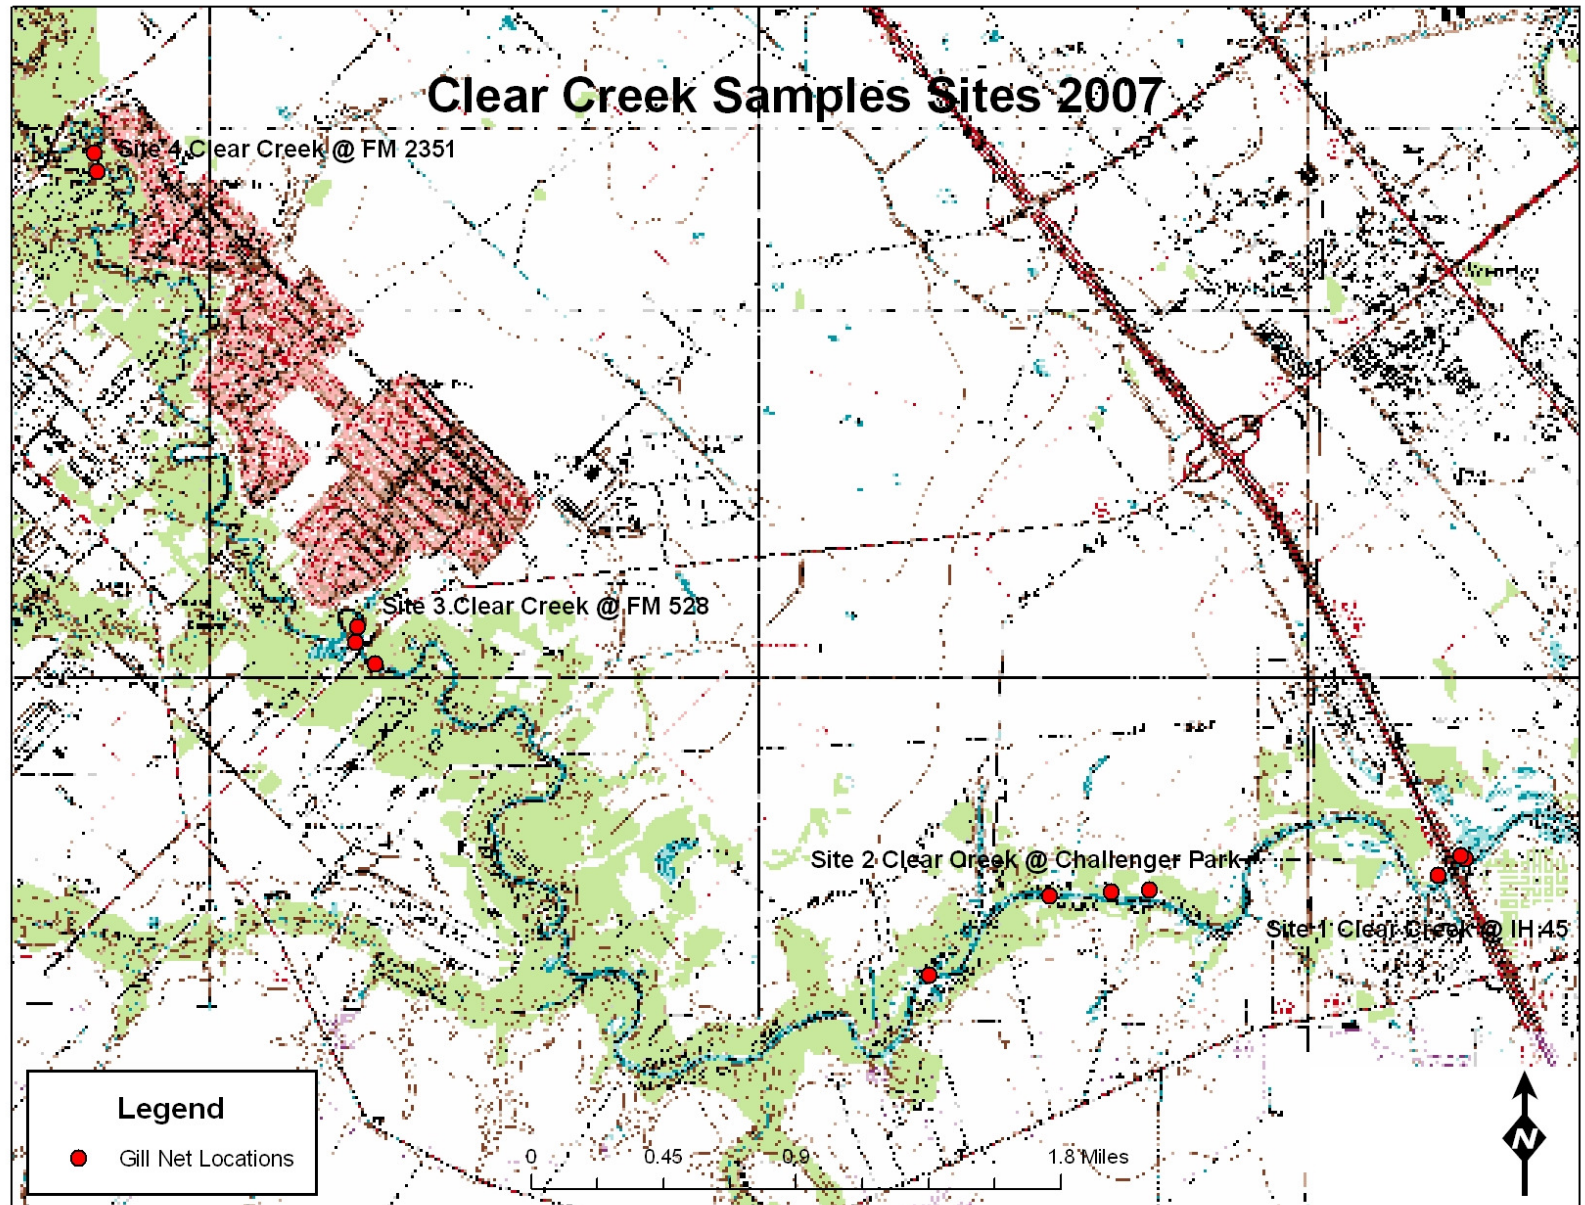 Clear Creek Samples Sites 2007
Site 4 Clear Creek @ FM 2351
Site 3.Clear Creek @ FM 528
Site 2 Clear Creek @ Challenger Park
Site 1 Clear Creek @ IH 45
Legend
Gill Net Locations
0 0.45 0.9 1.8 Miles
N